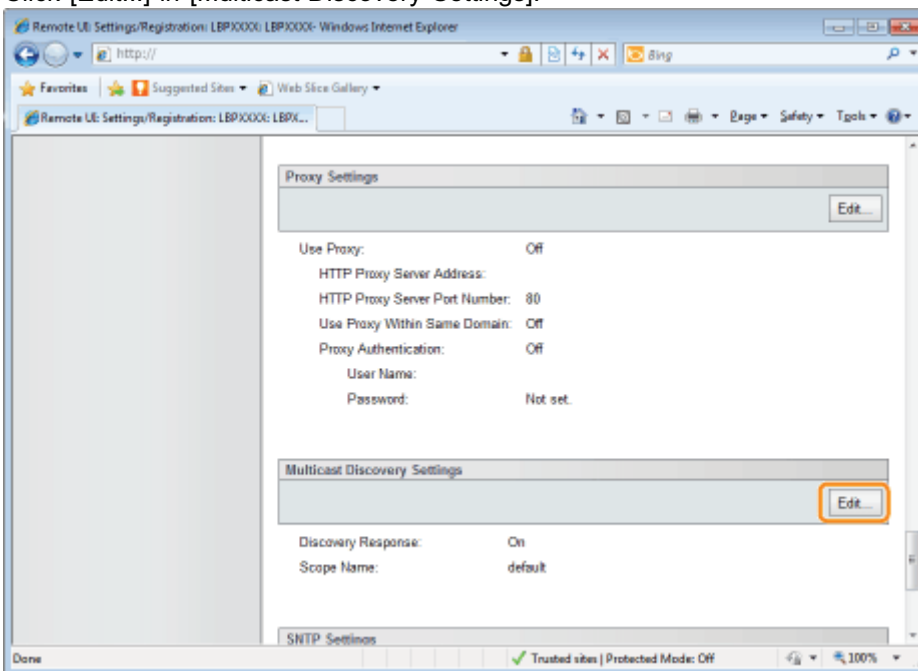 Click [Edit...] in [Multicast Discovery Settings].
Remote UI: Settings/Registration: LBPXXXX: LBPXXXX- Windows Internet Explorer
http://
Bing
Favorites Suggested Sites Web Slice Gallery
Remote UI: Settings/Registration: LBPXXXX: LBPX... Page Safety Tools
Proxy Settings
Edit...
Use Proxy: Off
HTTP Proxy Server Address:
HTTP Proxy Server Port Number: 80
Use Proxy Within Same Domain: Off
Proxy Authentication: Off
User Name:
Password: Not set.
Multicast Discovery Settings
Edit...
Discovery Response: On
Scope Name: default
SNTP Settings
Done Trusted sites | Protected Mode: Off 100%